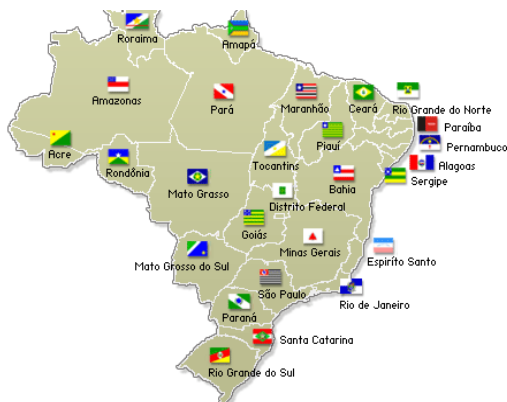 Roraima
Amapá
Amazonas
Pará
Maranhão
Ceará
Rio Grande do Norte
Paraíba
Piauí
Pernambuco
Acre
Rondônia
Tocantins
Alagoas
Sergipe
Mato Grasso
Bahia
Distrito Federal
Goiás
Minas Gerais
Espírito Santo
Mato Grosso do Sul
São Paulo
Rio de Janeiro
Paraná
Santa Catarina
Rio Grande do Sul